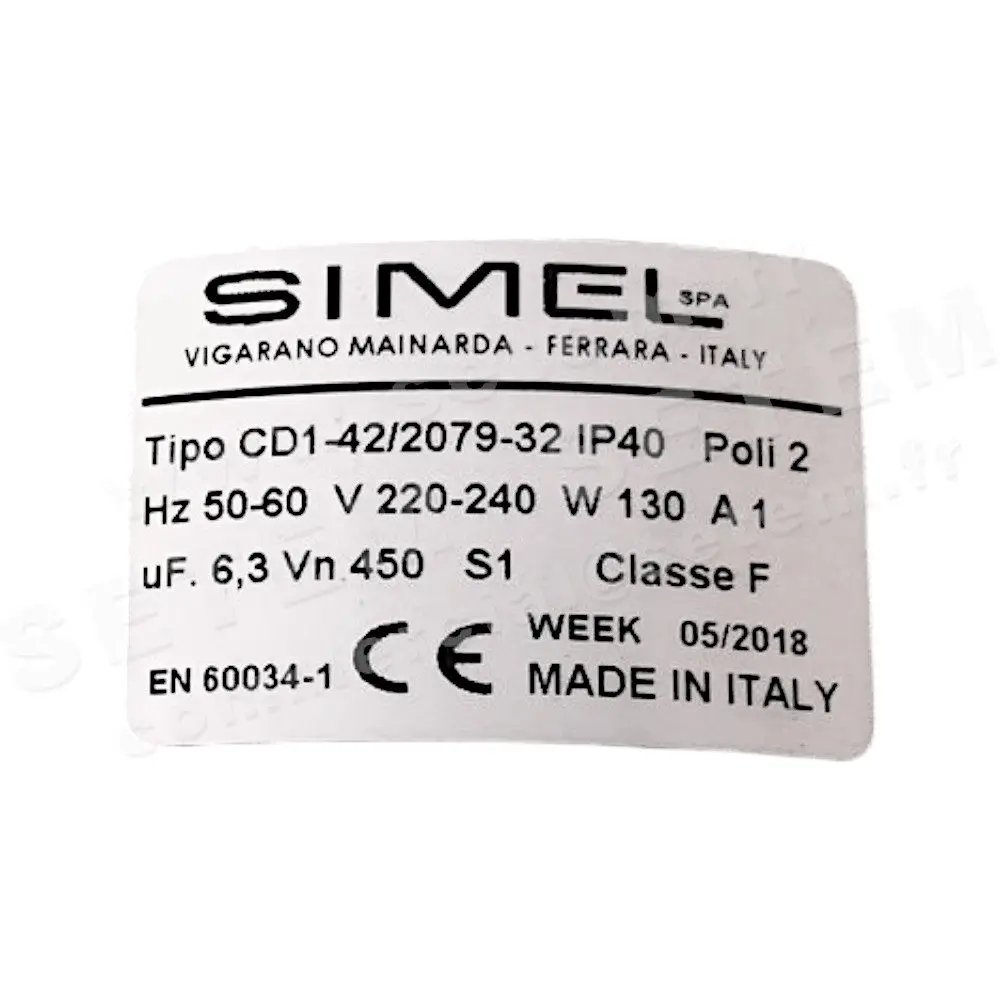 SIMEL SPA
VIGARANO MAINARDA - FERRARA - ITALY
Tipo CD1-42/2079-32 IP40 Poli 2
Hz 50-60 V 220-240 W 130 A 1
uF. 6,3 Vn 450 S1 Classe F
WEEK 05/2018
EN 60034-1 CE MADE IN ITALY